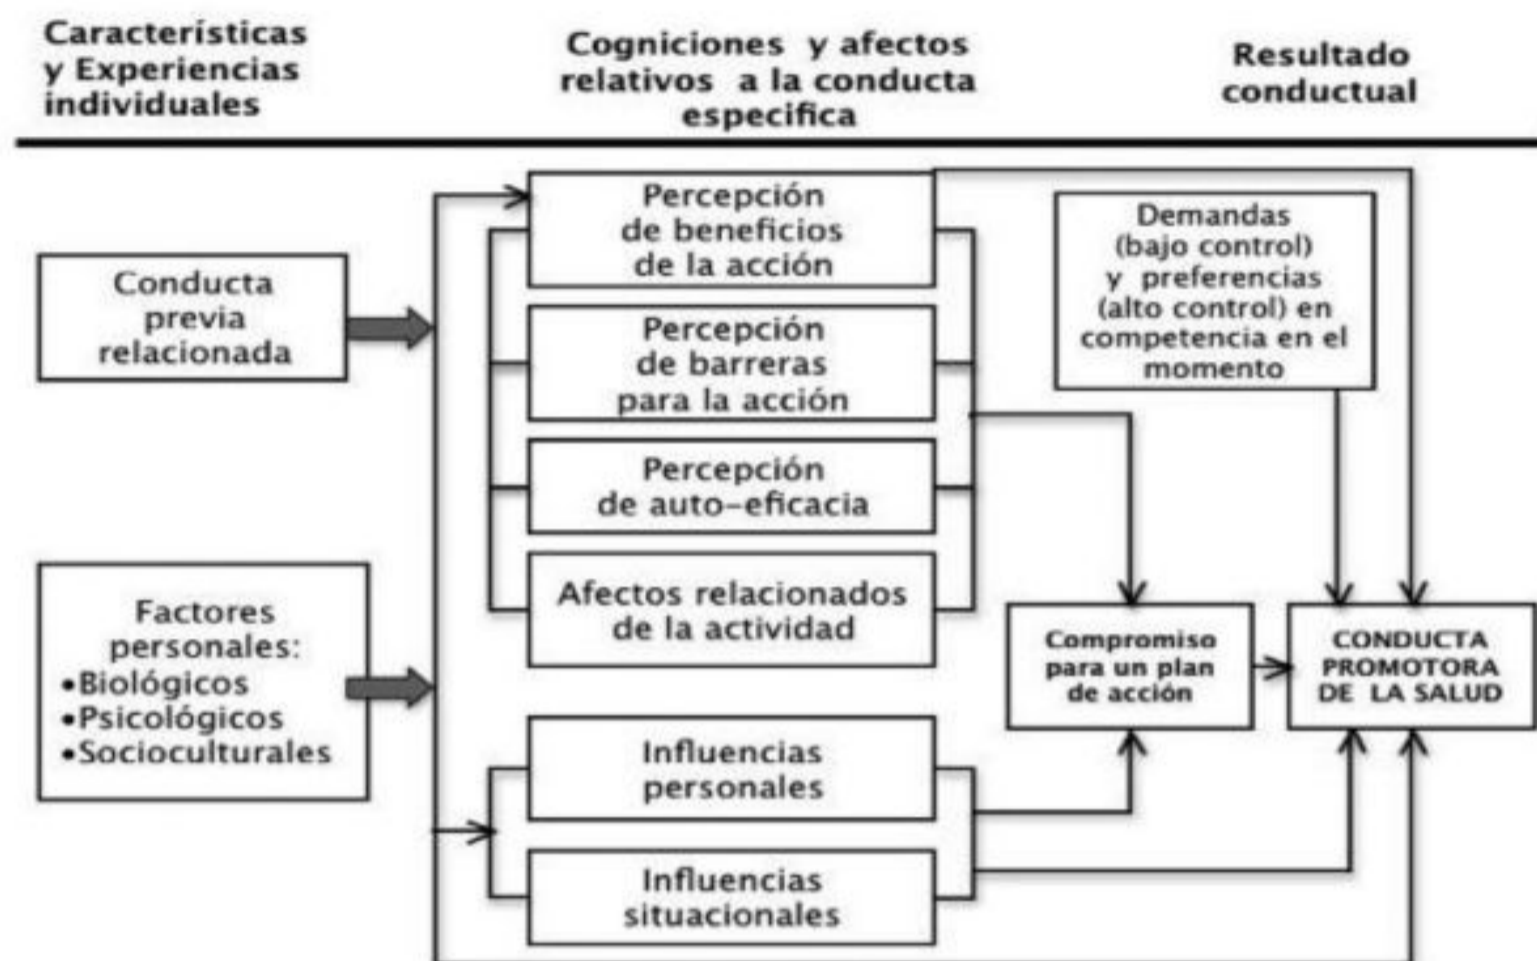 Características
y Experiencias
individuales
Cogniciones y afectos
relativos a la conducta
especifica
Resultado
conductual
Conducta
previa
relacionada
Factores
personales:
•Biológicos
•Psicológicos
•Socioculturales
Percepción
de beneficios
de la acción
Percepción
de barreras
para la acción
Percepción
de auto-eficacia
Afectos relacionados
de la actividad
Influencias
personales
Influencias
situacionales
Demandas
(bajo control)
y preferencias
(alto control) en
competencia en el
momento
Compromiso
para un plan
de acción
CONDUCTA
PROMOTORA
DE LA SALUD